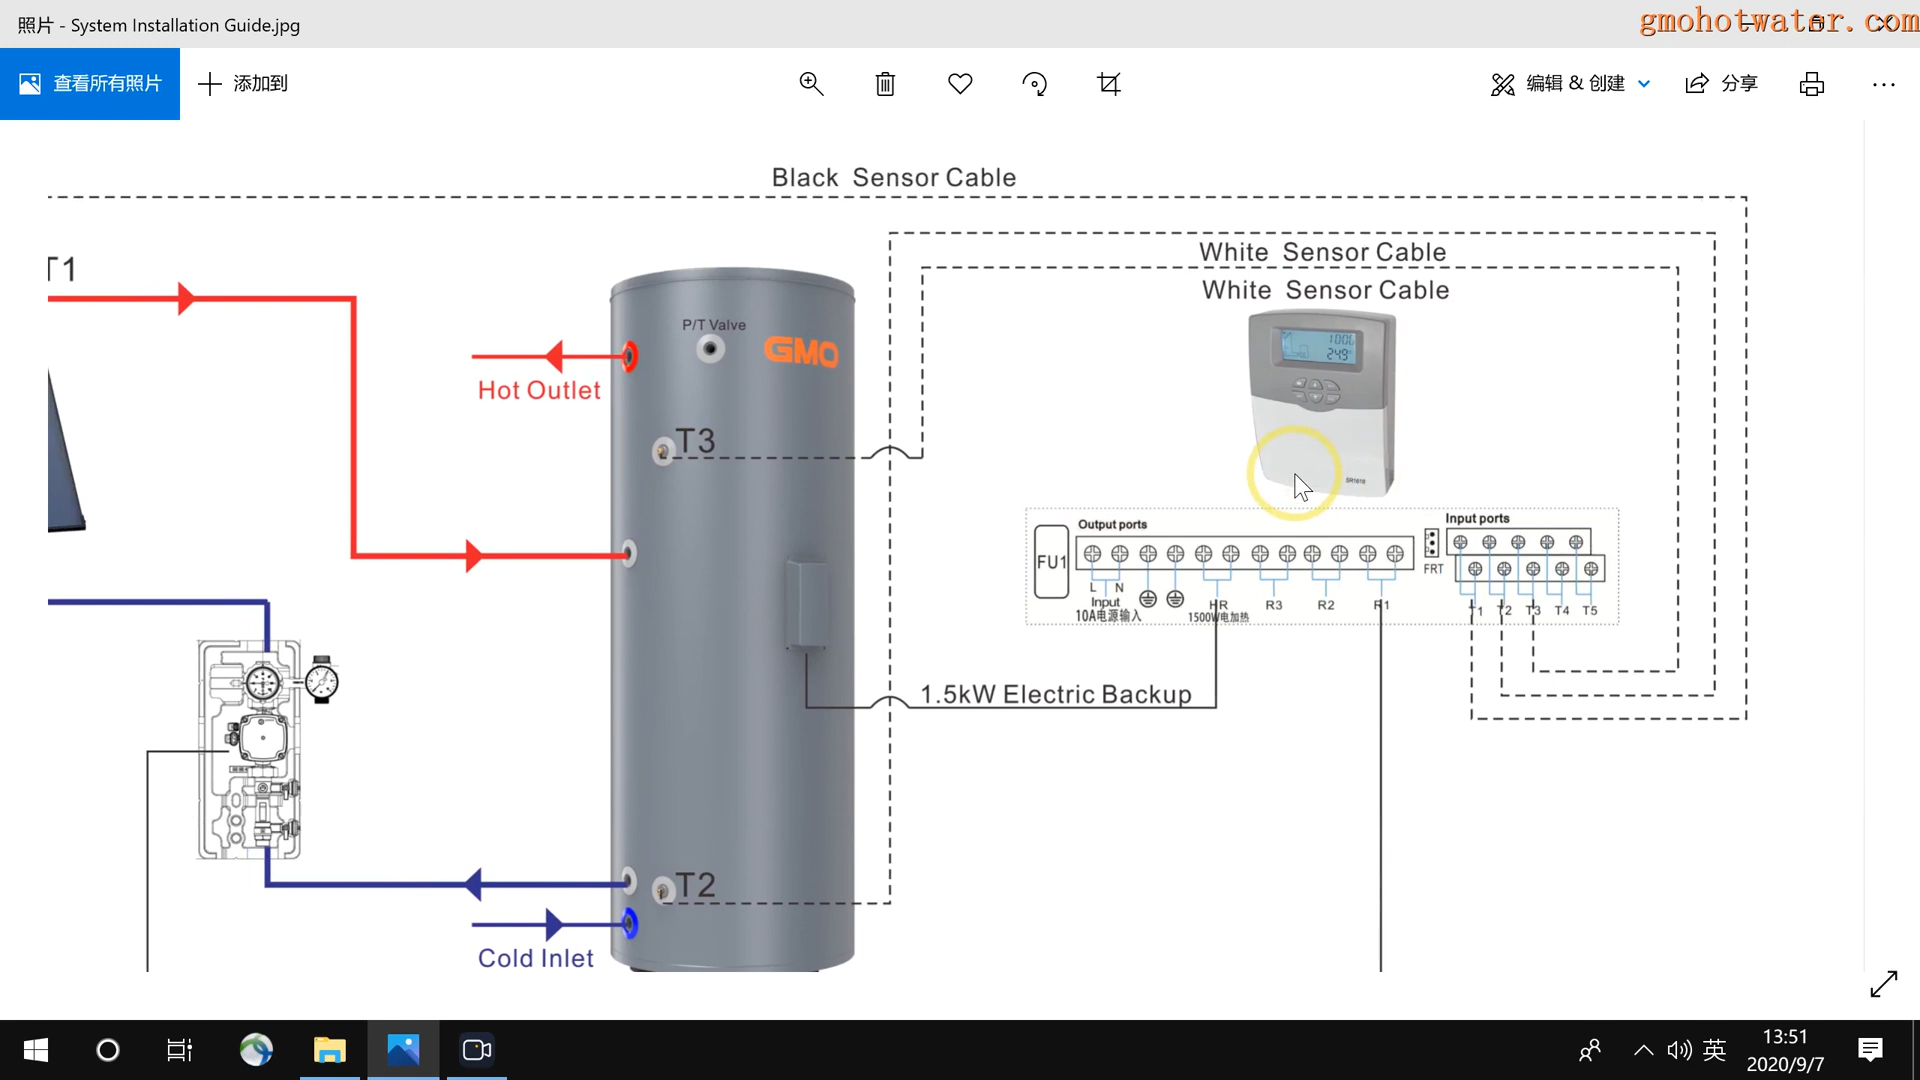 照片 - System Installation Guide.jpg
gmohotwater.com
查看所有照片
添加到
编辑 & 创建
分享
Black Sensor Cable
White Sensor Cable
White Sensor Cable
T1
P/T Valve
GMO
Hot Outlet
T3
SR1618
Output ports
Input ports
FU1
FRT
L N
Input
10A电源输入
HR
1500W电加热
R3
R2
R1
T1
T2
T3
T4
T5
1.5kW Electric Backup
T2
Cold Inlet
英
13:51
2020/9/7